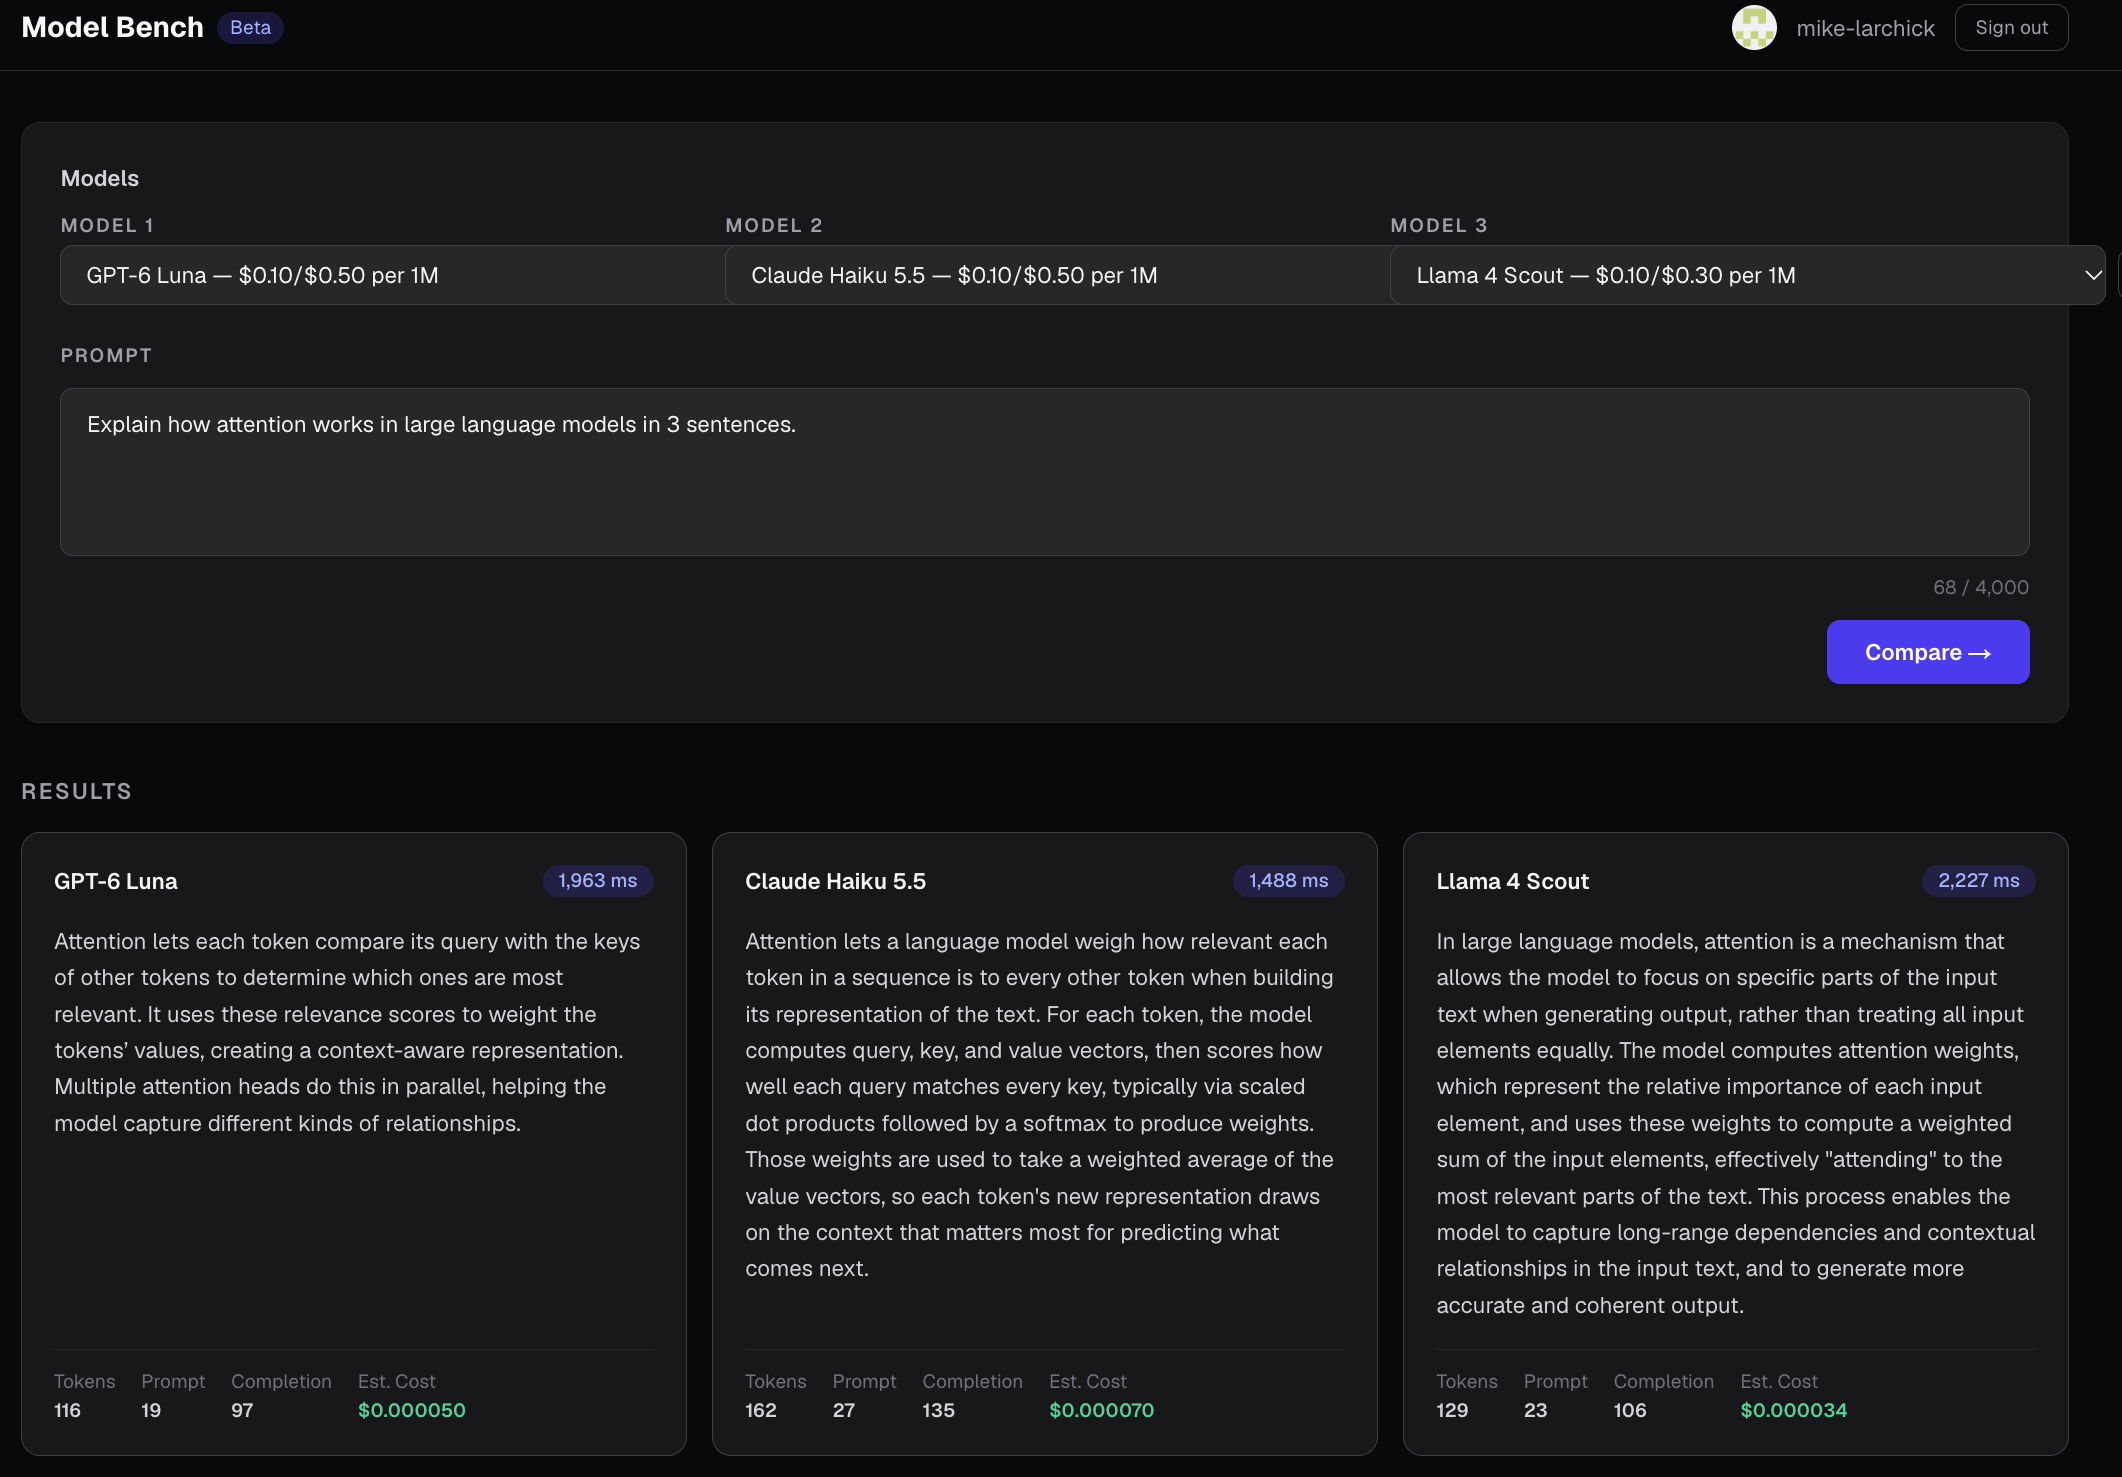 Model Bench Beta
mike-larchick Sign out
Models
MODEL 1 MODEL 2 MODEL 3
GPT-6 Luna — $0.10/$0.50 per 1M Claude Haiku 5.5 — $0.10/$0.50 per 1M Llama 4 Scout — $0.10/$0.30 per 1M
PROMPT
Explain how attention works in large language models in 3 sentences.
68 / 4,000
Compare →
RESULTS
GPT-6 Luna 1,963 ms
Attention lets each token compare its query with the keys
of other tokens to determine which ones are most
relevant. It uses these relevance scores to weight the
tokens’ values, creating a context-aware representation.
Multiple attention heads do this in parallel, helping the
model capture different kinds of relationships.
Tokens Prompt Completion Est. Cost
116 19 97 $0.000050
Claude Haiku 5.5 1,488 ms
Attention lets a language model weigh how relevant each
token in a sequence is to every other token when building
its representation of the text. For each token, the model
computes query, key, and value vectors, then scores how
well each query matches every key, typically via scaled
dot products followed by a softmax to produce weights.
Those weights are used to take a weighted average of the
value vectors, so each token's new representation draws
on the context that matters most for predicting what
comes next.
Tokens Prompt Completion Est. Cost
162 27 135 $0.000070
Llama 4 Scout 2,227 ms
In large language models, attention is a mechanism that
allows the model to focus on specific parts of the input
text when generating output, rather than treating all input
elements equally. The model computes attention weights,
which represent the relative importance of each input
element, and uses these weights to compute a weighted
sum of the input elements, effectively "attending" to the
most relevant parts of the text. This process enables the
model to capture long-range dependencies and contextual
relationships in the input text, and to generate more
accurate and coherent output.
Tokens Prompt Completion Est. Cost
129 23 106 $0.000034